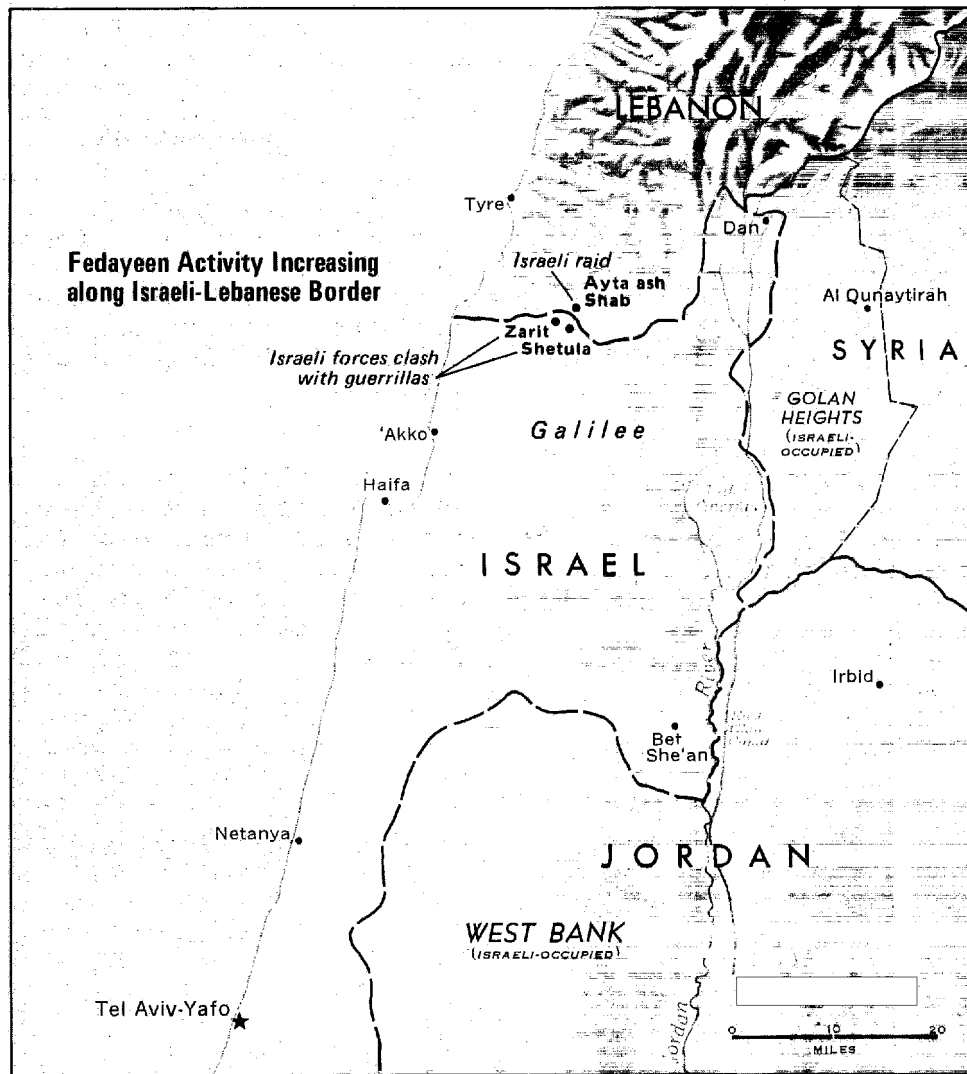 LEBANON
Tyre
Dan
Fedayeen Activity Increasing
along Israeli-Lebanese Border
Israeli raid
Ayta ash
Shab
Al Qunaytirah
Zarit
Shetula
SYRIA
Israeli forces clash
with guerrillas
GOLAN
HEIGHTS
(ISRAELI-
OCCUPIED)
'Akko
Galilee
Haifa
ISRAEL
River
Irbid
Bet
She'an
Netanya
JORDAN
WEST BANK
(ISRAELI-OCCUPIED)
Tel Aviv-Yafo
Jordan
0 10 20
MILES